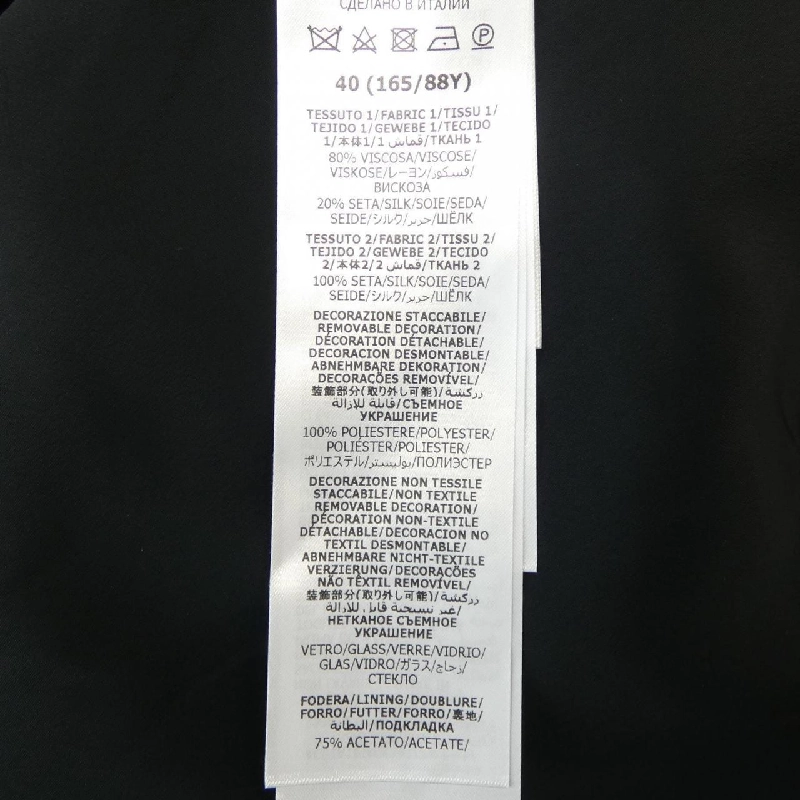 СДЕЛАНО В ИТАЛИИ
P
40 (165/88Y)
TESSUTO 1/FABRIC 1/TISSU 1/
TEJIDO 1/GEWEBE 1/TECIDO
1/本体1/1 قماش/ТКАНЬ 1
80% VISCOSA/VISCOSE/
VISKOSE/レーヨン/فسكوز/
ВИСКОЗА
20% SETA/SILK/SOIE/SEDA/
SEIDE/シルク/حرير/ШЁЛК
TESSUTO 2/FABRIC 2/TISSU 2/
TEJIDO 2/GEWEBE 2/TECIDO
2/本体2/2 قماش/ТКАНЬ 2
100% SETA/SILK/SOIE/SEDA/
SEIDE/シルク/حرير/ШЁЛК
DECORAZIONE STACCABILE/
REMOVABLE DECORATION/
DÉCORATION DÉTACHABLE/
DECORACION DESMONTABLE/
ABNEHMBARE DEKORATION/
DECORAÇÕES REMOVÍVEL/
装飾部分(取り外し可能)/زركشة
قابلة للازالة/СЪЕМНОЕ
УКРАШЕНИЕ
100% POLIESTERE/POLYESTER/
POLIÉSTER/POLIESTER/
ポリエステル/بوليستر/ПОЛИЭСТЕР
DECORAZIONE NON TESSILE
STACCABILE/NON TEXTILE
REMOVABLE DECORATION/
DÉCORATION NON-TEXTILE
DÉTACHABLE/DECORACION NO
TEXTIL DESMONTABLE/
ABNEHMBARE NICHT-TEXTILE
VERZIERUNG/DECORAÇÕES
NÃO TÊXTIL REMOVÍVEL/
装飾部分(取り外し可能)/زركشة
غير نسيجية قابل للازالة/
НЕТКАНОЕ СЪЕМНОЕ
УКРАШЕНИЕ
VETRO/GLASS/VERRE/VIDRIO/
GLAS/VIDRO/ガラス/زجاج/
СТЕКЛО
FODERA/LINING/DOUBLURE/
FORRO/FUTTER/FORRO/裏地/
البطانة/ПОДКЛАДКА
75% ACETATO/ACETATE/